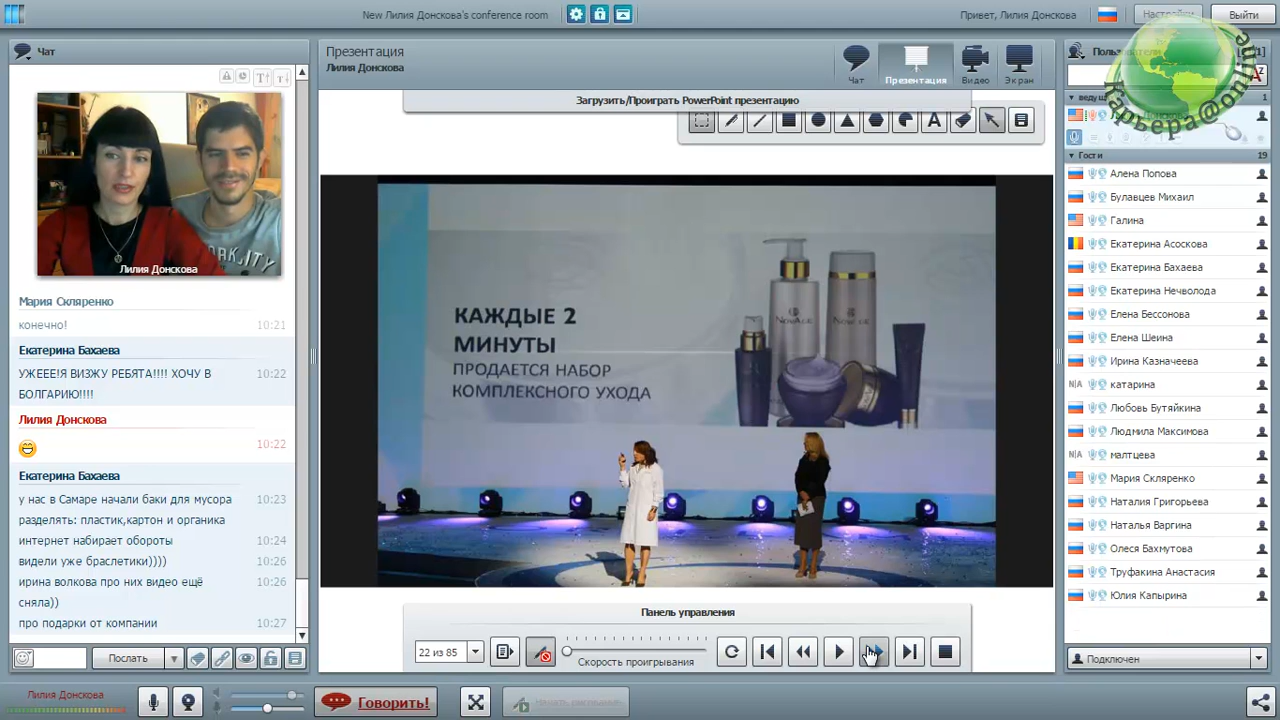 New Лилия Донскова's conference room
Привет, Лилия Донскова
Настройки
Выйти
Чат
Лилия Донскова
Мария Скляренко
конечно!
10:21
Екатерина Бахаева
УЖЕЕЕ!Я ВИЗЖУ РЕБЯТА!!!! ХОЧУ В
10:22
БОЛГАРИЮ!!!!
Лилия Донскова
10:22
Екатерина Бахаева
у нас в Самаре начали баки для мусора
10:23
разделять: пластик,картон и органика
интернет набирает обороты
10:24
видели уже браслетики))))
10:26
ирина волкова про них видео ещё
10:26
сняла))
про подарки от компании
10:27
Послать
Презентация
Лилия Донскова
Чат
Презентация
Видео
Экран
Загрузить/Проиграть PowerPoint презентацию
КАЖДЫЕ 2
МИНУТЫ
ПРОДАЕТСЯ НАБОР
КОМПЛЕКСНОГО УХОДА
NOVAGE
Панель управления
22 из 85
Скорость проигрывания
карьера@online
1
Гости
19
Алена Попова
Булавцев Михаил
Галина
Екатерина Асоскова
Екатерина Бахаева
Екатерина Нечволода
Елена Бессонова
Елена Шеина
Ирина Казначеева
N/A
катарина
Любовь Бутяйкина
Людмила Максимова
N/A
малтцева
Мария Скляренко
Наталия Григорьева
Наталья Варгина
Олеся Бахмутова
Труфакина Анастасия
Юлия Капырина
Подключен
Лилия Донскова
Говорить!